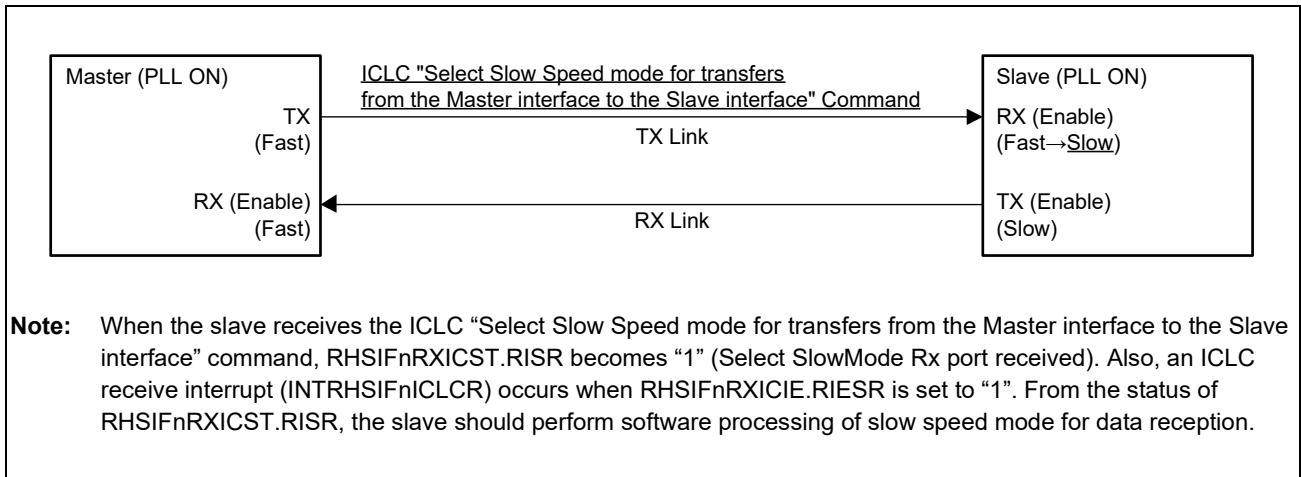 Master (PLL ON)
TX
(Fast)
RX (Enable)
(Fast)
ICLC "Select Slow Speed mode for transfers
from the Master interface to the Slave interface" Command
TX Link
RX Link
Slave (PLL ON)
RX (Enable)
(Fast→Slow)
TX (Enable)
(Slow)
Note: When the slave receives the ICLC “Select Slow Speed mode for transfers from the Master interface to the Slave
interface” command, RHSIFnRXICST.RISR becomes “1” (Select SlowMode Rx port received). Also, an ICLC
receive interrupt (INTRHSIFnICLCR) occurs when RHSIFnRXICIE.RIESR is set to “1”. From the status of
RHSIFnRXICST.RISR, the slave should perform software processing of slow speed mode for data reception.